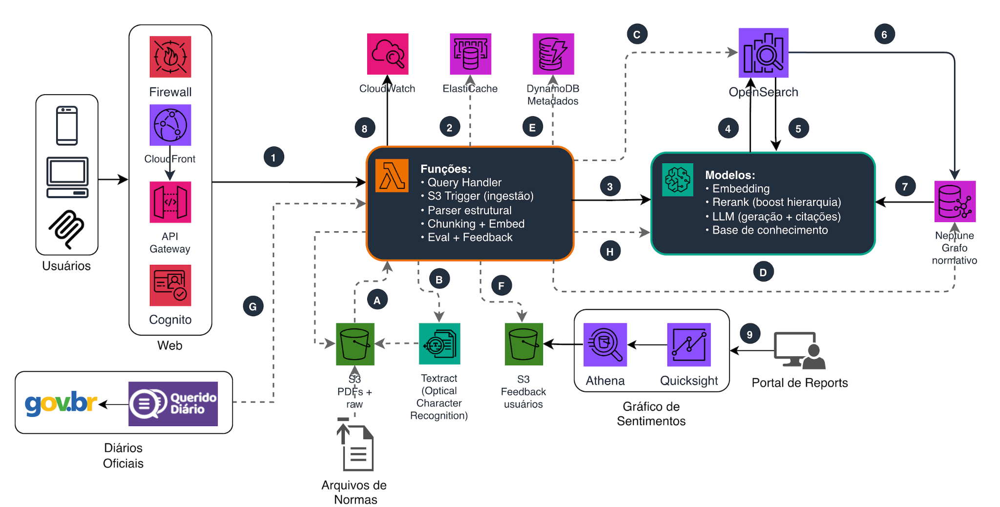 Firewall
CloudFront
API
Gateway
Cognito
Web
Usuários
1
CloudWatch
ElastiCache
DynamoDB
Metadados
8
2
E
C
OpenSearch
6
4
5
Funções:
• Query Handler
• S3 Trigger (ingestão)
• Parser estrutural
• Chunking + Embed
• Eval + Feedback
3
H
Modelos:
• Embedding
• Rerank (boost hierarquia)
• LLM (geração + citações)
• Base de conhecimento
7
Neptune
Grafo
normativo
D
G
A
B
F
S3
PDFs +
raw
Textract
(Optical
Character
Recognition)
S3
Feedback
usuários
Athena
Quicksight
9
Portal de Reports
Gráfico de
Sentimentos
gov.br
Querido
Diário
Diários
Oficiais
Arquivos de
Normas